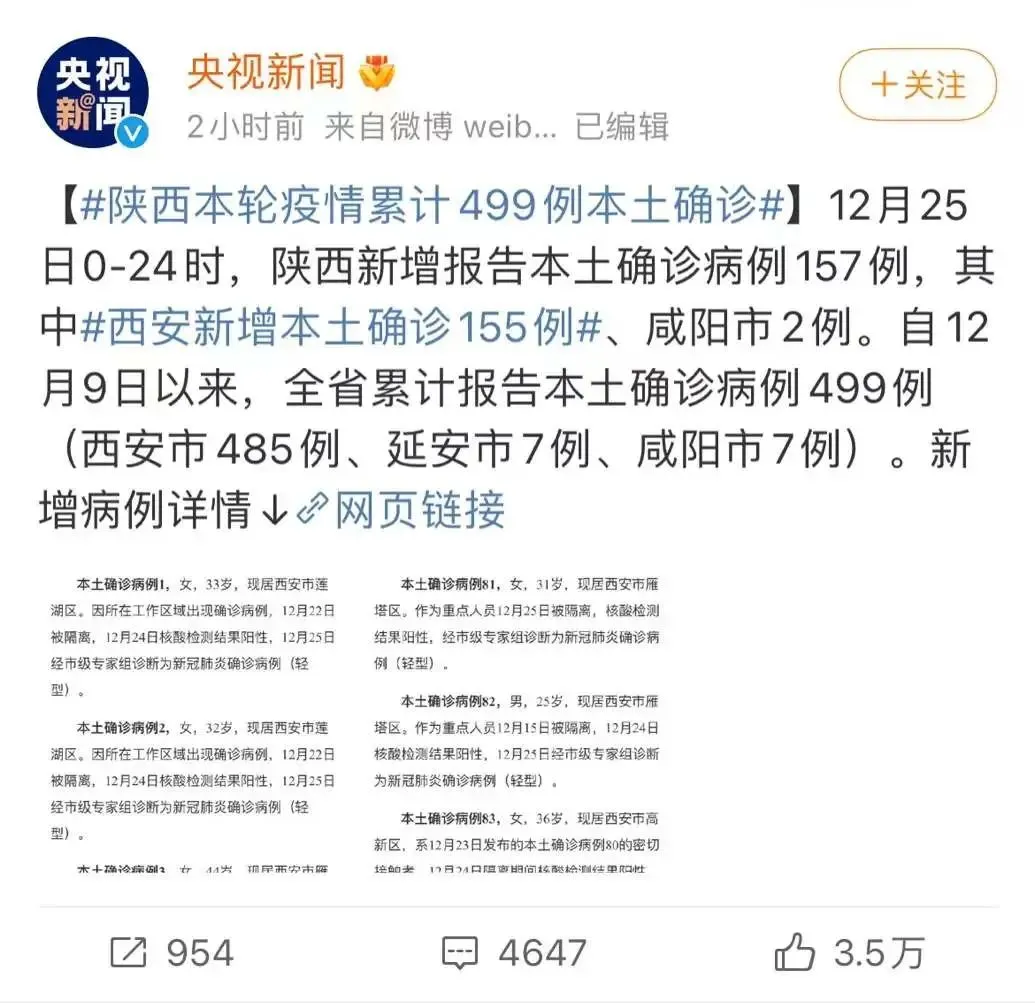 央视
新@闻
央视新闻
2小时前 来自微博 weib... 已编辑
+关注
【#陕西本轮疫情累计499例本土确诊#】12月25
日0-24时，陕西新增报告本土确诊病例157例，其
中#西安新增本土确诊155例#、咸阳市2例。自12
月9日以来，全省累计报告本土确诊病例499例
（西安市485例、延安市7例、咸阳市7例）。新
增病例详情↓网页链接
本土确诊病例1，女，33岁，现居西安市莲
湖区。因所在工作区域出现确诊病例，12月22日
被隔离，12月24日核酸检测结果阳性，12月25日
经市级专家组诊断为新冠肺炎确诊病例（轻
型）。
本土确诊病例2，女，32岁，现居西安市莲
湖区。因所在工作区域出现确诊病例，12月22日
被隔离，12月24日核酸检测结果阳性，12月25日
经市级专家组诊断为新冠肺炎确诊病例（轻
型）。
本土确诊病例3，女，44岁，现居西安市雁
本土确诊病例81，女，31岁，现居西安市雁
塔区。作为重点人员12月25日被隔离，核酸检测
结果阳性，经市级专家组诊断为新冠肺炎确诊病
例（轻型）。
本土确诊病例82，男，25岁，现居西安市雁
塔区。作为重点人员12月15日被隔离，12月24日
核酸检测结果阳性，12月25日经市级专家组诊断
为新冠肺炎确诊病例（轻型）。
本土确诊病例83，女，36岁，现居西安市高
新区，系12月23日发布的本土确诊病例80的密切
接触者，12月24日隔离期间核酸检测结果阳性，
954
4647
3.5万